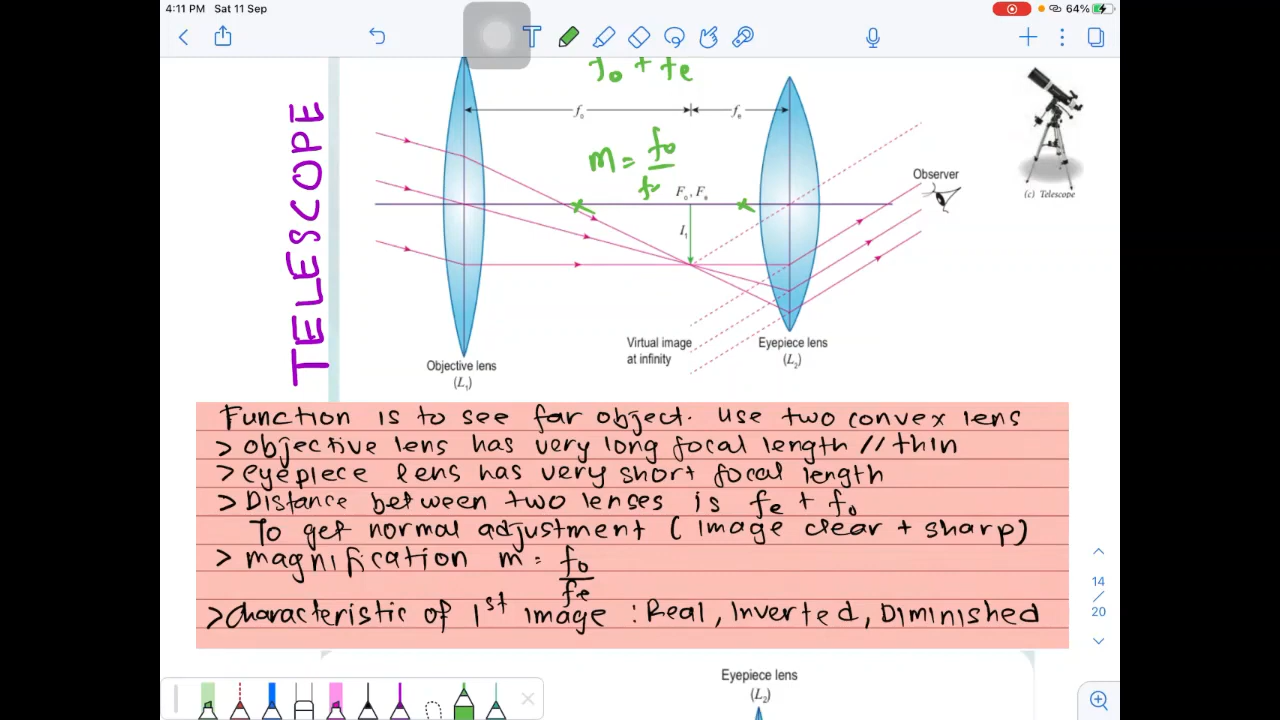 4:11 PM Sat 11 Sep
64%
T
fo + fe
TELESCOPE
fo
fe
m = fo
fe
Fo, Fe
I1
Observer
(c) Telescope
Virtual image
at infinity
Eyepiece lens
(L2)
Objective lens
(L1)
Function is to see far object. Use two convex lens
> objective lens has very long focal length // thin
> eyepiece lens has very short focal length
> Distance between two lenses is fe + fo
To get normal adjustment (image clear + sharp)
> magnification m = fo
fe
> characteristic of 1st image : Real, Inverted, Diminished
14
/
20
Eyepiece lens
(L2)